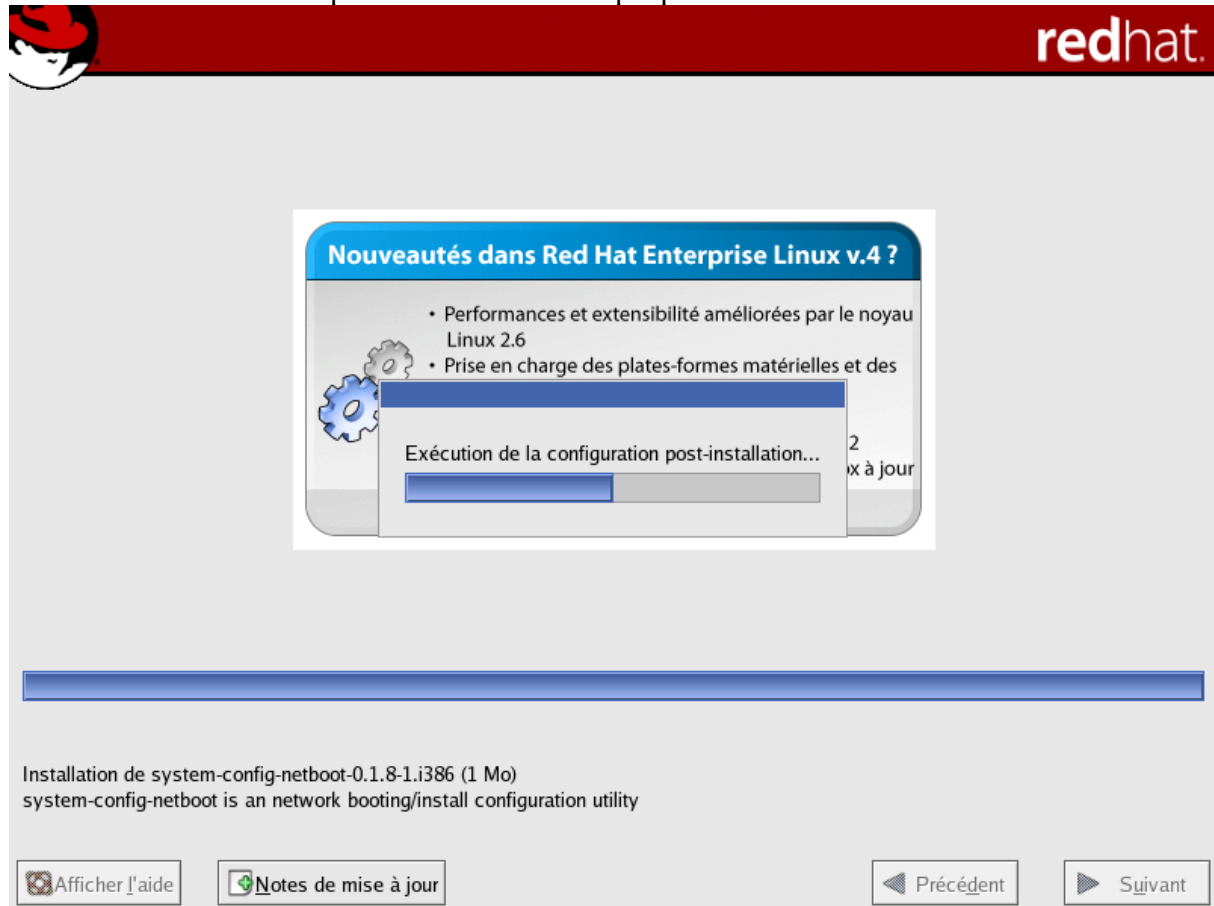 redhat.
Nouveautés dans Red Hat Enterprise Linux v.4 ?
• Performances et extensibilité améliorées par le noyau
Linux 2.6
• Prise en charge des plates-formes matérielles et des
2
Exécution de la configuration post-installation...
x à jour
Installation de system-config-netboot-0.1.8-1.i386 (1 Mo)
system-config-netboot is an network booting/install configuration utility
Afficher l'aide
Notes de mise à jour
Précédent
Suivant